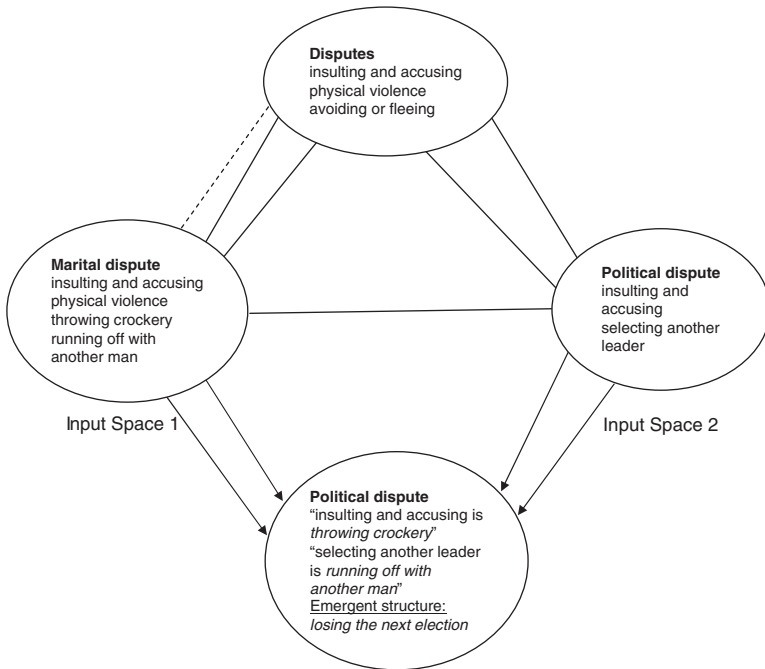 Disputes
insulting and accusing
physical violence
avoiding or fleeing
Marital dispute
insulting and accusing
physical violence
throwing crockery
running off with
another man
Input Space 1
Political dispute
insulting and
accusing
selecting another
leader
Input Space 2
Political dispute
“insulting and accusing is
throwing crockery”
“selecting another leader
is running off with
another man”
Emergent structure:
losing the next election